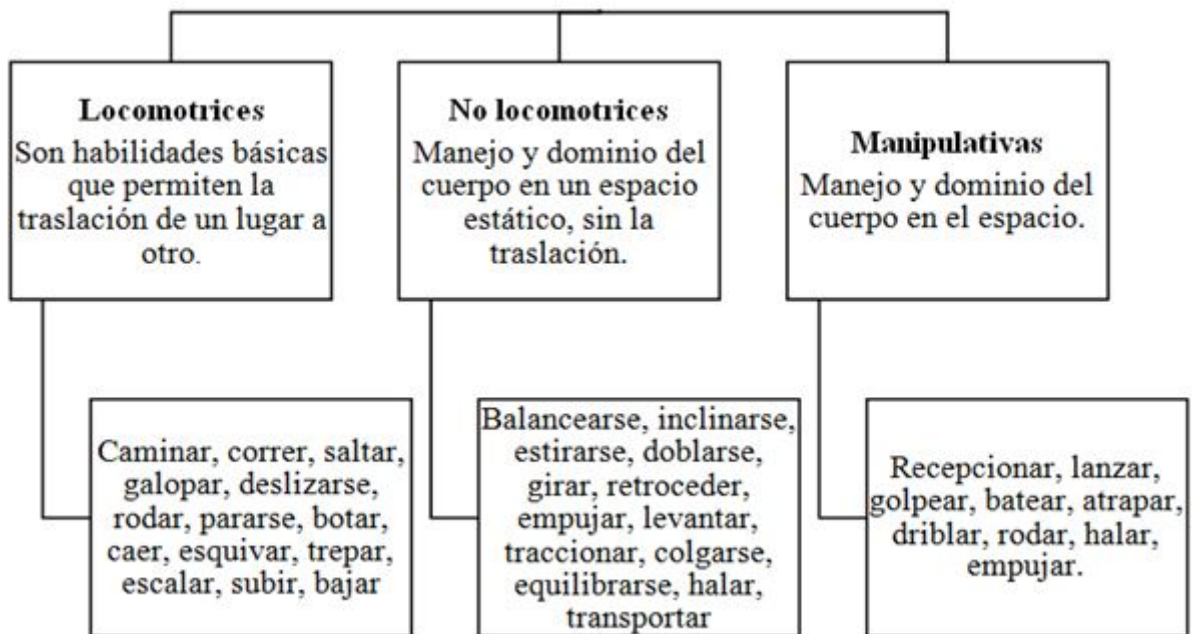 Locomotrices
Son habilidades básicas
que permiten la
traslación de un lugar a
otro.
No locomotrices
Manejo y dominio del
cuerpo en un espacio
estático, sin la
traslación.
Manipulativas
Manejo y dominio del
cuerpo en el espacio.
Caminar, correr, saltar,
galopar, deslizarse,
rodar, pararse, botar,
caer, esquivar, trepar,
escalar, subir, bajar
Balancearse, inclinarse,
estirarse, doblarse,
girar, retroceder,
empujar, levantar,
traccionar, colgarse,
equilibrarse, halar,
transportar
Recepcionar, lanzar,
golpear, batear, atrapar,
driblar, rodar, halar,
empujar.